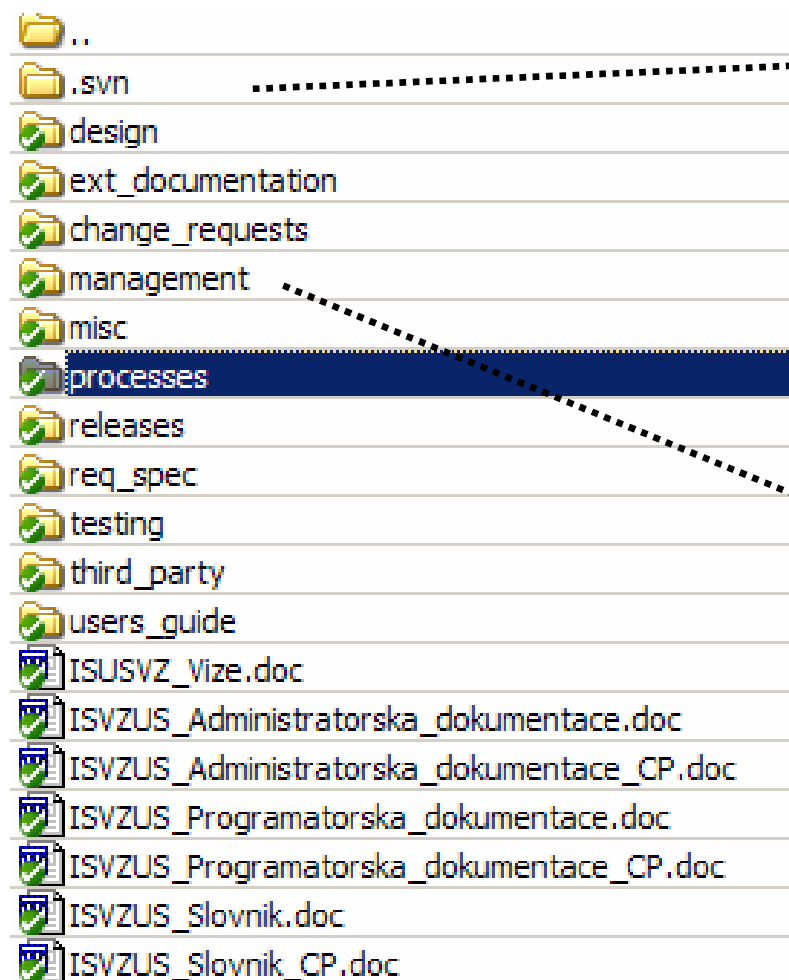 ..
.svn
design
ext_documentation
change_requests
management
misc
processes
releases
req_spec
testing
third_party
users_guide
ISUSVZ_Vize.doc
ISVZUS_Administratorska_dokumentace.doc
ISVZUS_Administratorska_dokumentace_CP.doc
ISVZUS_Programatorska_dokumentace.doc
ISVZUS_Programatorska_dokumentace_CP.doc
ISVZUS_Slovnik.doc
ISVZUS_Slovnik_CP.doc